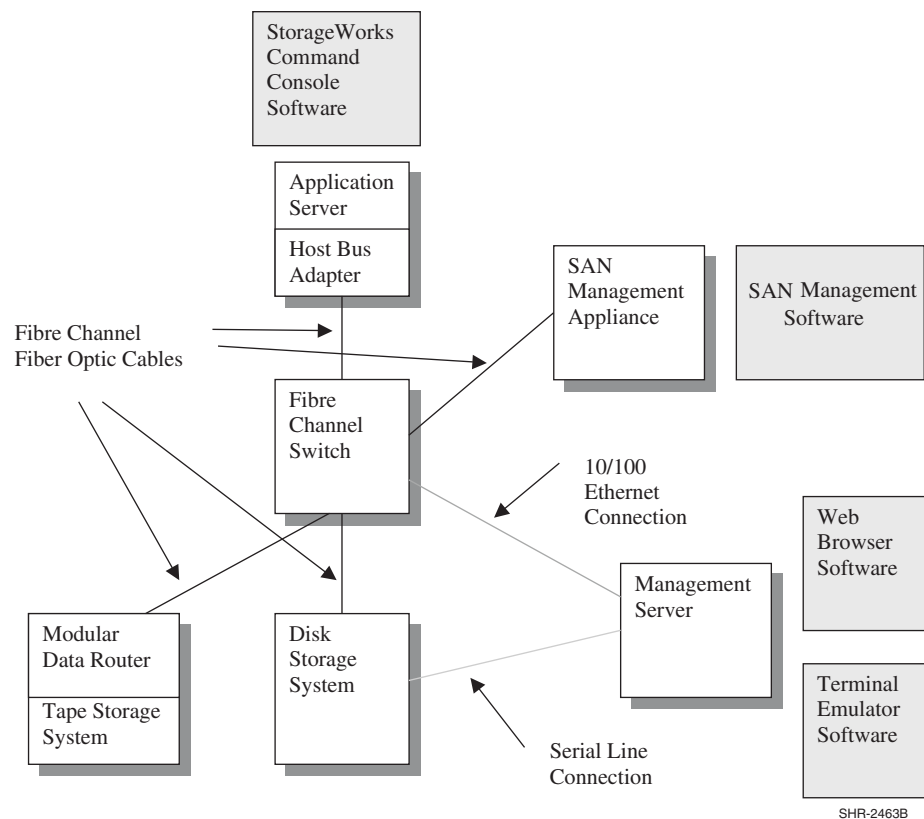 StorageWorks
Command
Console
Software
Application
Server
Host Bus
Adapter
SAN
Management
Appliance
SAN Management
Software
Fibre Channel
Fiber Optic Cables
Fibre
Channel
Switch
10/100
Ethernet
Connection
Web
Browser
Software
Management
Server
Modular
Data Router
Tape Storage
System
Disk
Storage
System
Terminal
Emulator
Software
Serial Line
Connection
SHR-2463B